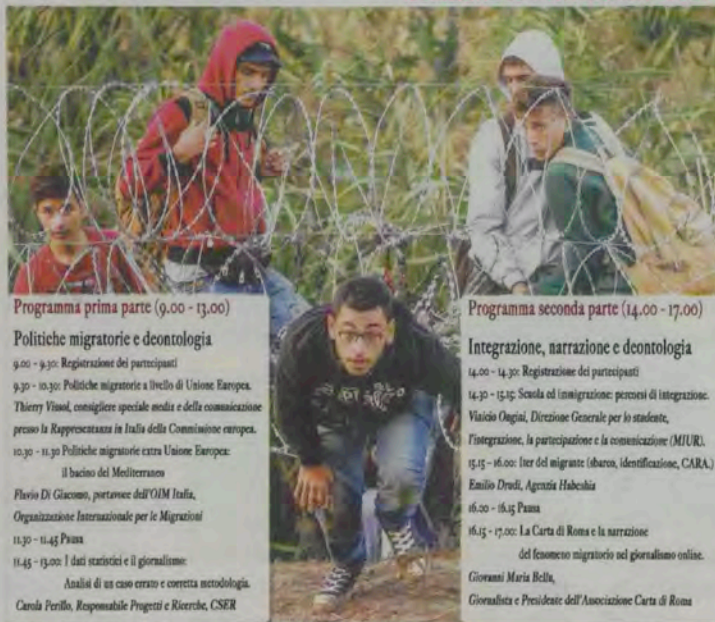 Programma prima parte (9.00 - 13.00)
Politiche migratorie e deontologia
9.00 - 9.30: Registrazione dei partecipanti
9.30 - 10.30: Politiche migratorie a livello di Unione Europea.
Thierry Vissol, consigliere speciale media e della comunicazione
presso la Rappresentanza in Italia della Commissione europea.
10.30 - 11.30 Politiche migratorie extra Unione Europea:
il bacino del Mediterraneo
Flavio Di Giacomo, portavoce dell'OIM Italia,
Organizzazione Internazionale per le Migrazioni
11.30 - 11.45 Pausa
11.45 - 13.00: I dati statistici e il giornalismo:
Analisi di un caso errato e corretta metodologia.
Carola Perillo, Responsabile Progetti e Ricerche, CSER
Programma seconda parte (14.00 - 17.00)
Integrazione, narrazione e deontologia
14.00 - 14.30: Registrazione dei partecipanti
14.30 - 15.15: Scuola ed immigrazione: percorsi di integrazione.
Vinicio Ongini, Direzione Generale per lo studente,
l'integrazione, la partecipazione e la comunicazione (MIUR).
15.15 - 16.00: Iter del migrante (sbarco, identificazione, CARA.)
Emilio Drudi, Agenzia Habeshia
16.00 - 16.15 Pausa
16.15 - 17.00: La Carta di Roma e la narrazione
del fenomeno migratorio nel giornalismo online.
Giovanni Maria Bellu,
Giornalista e Presidente dell'Associazione Carta di Roma